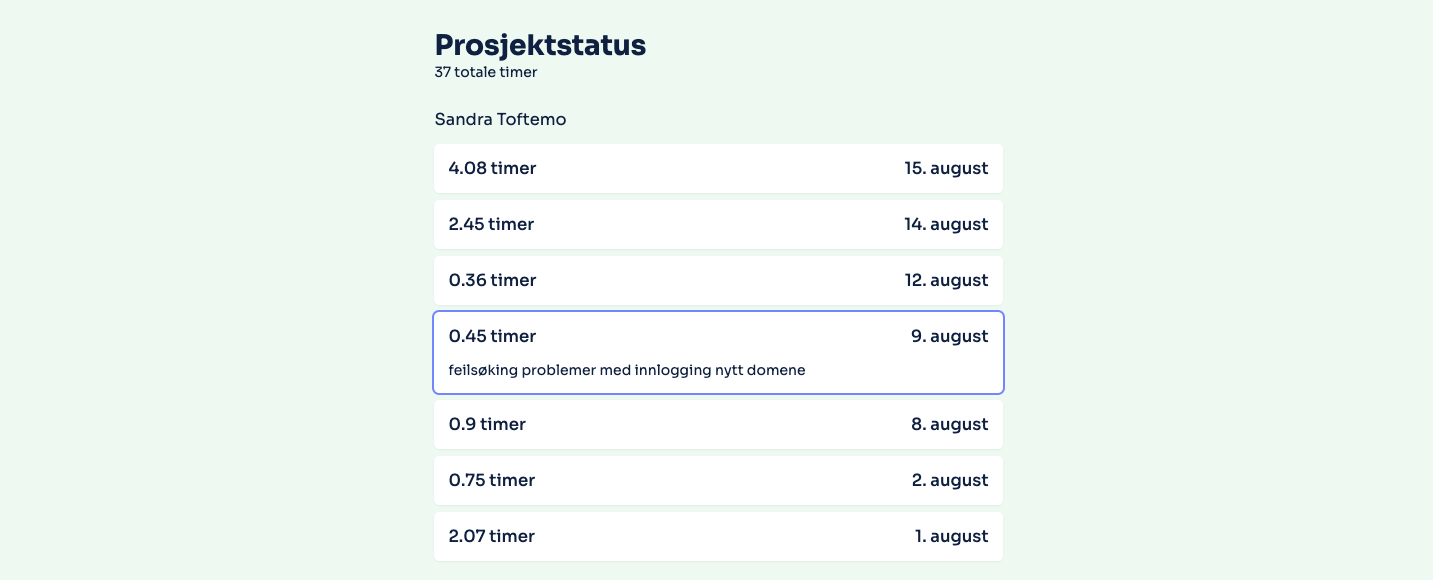 Prosjektstatus
37 totale timer
Sandra Toftemo
4.08 timer 15. august
2.45 timer 14. august
0.36 timer 12. august
0.45 timer 9. august
feilsøking problemer med innlogging nytt domene
0.9 timer 8. august
0.75 timer 2. august
2.07 timer 1. august